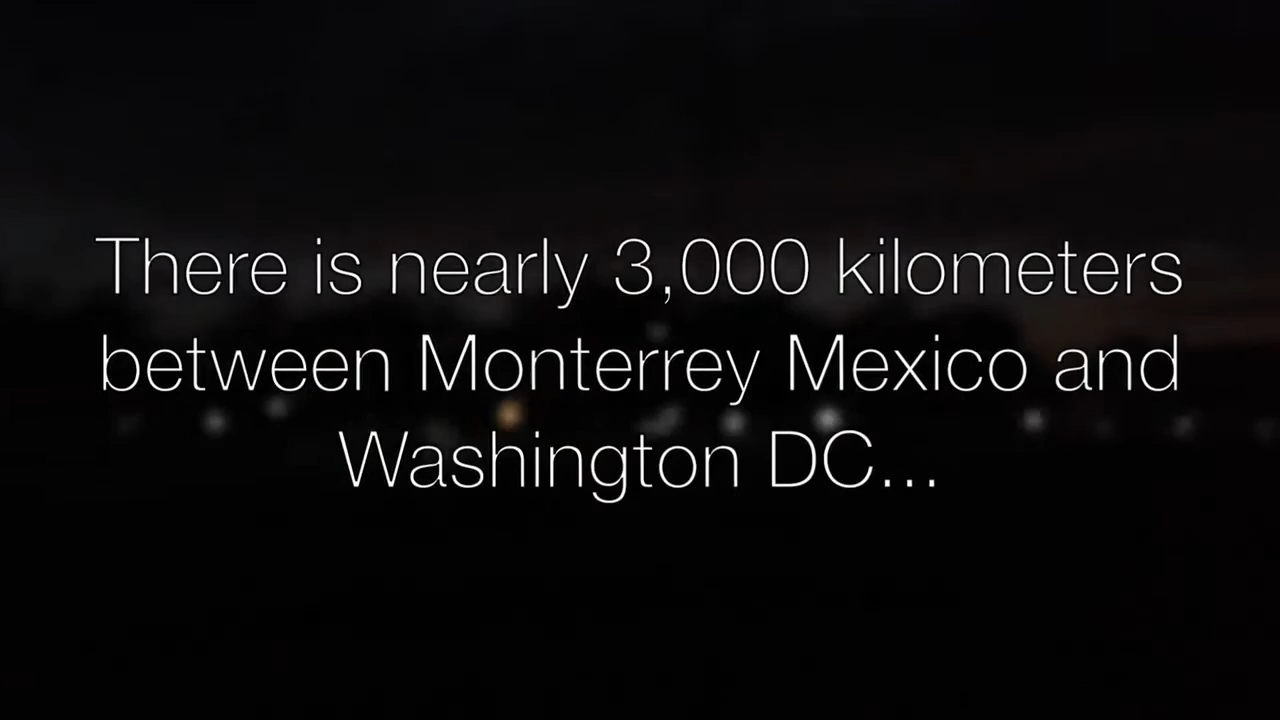 There is nearly 3,000 kilometers
between Monterrey Mexico and
Washington DC...